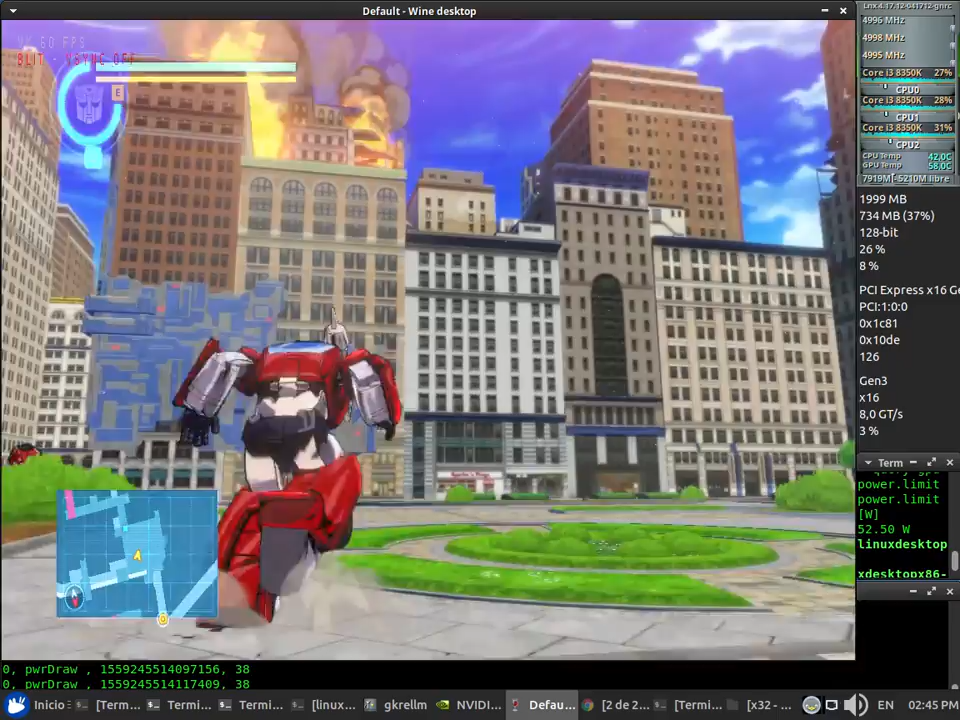 Default - Wine desktop
60 FPS
BLIT - VSYNC OFF
E
A
Lnx 4.17.12-041712-gnrc
4996 MHz
4998 MHz
4995 MHz
Core i3 8350K 27%
CPU0
Core i3 8350K 28%
CPU1
Core i3 8350K 31%
CPU2
CPU Temp 42,0C
GPU Temp 58,0C
7919M - 5210M libre
1999 MB
734 MB (37%)
128-bit
26 %
8 %
PCI Express x16 Ge
PCI:1:0:0
0x1c81
0x10de
126
Gen3
x16
8,0 GT/s
3 %
Term
power.limit
power.limit
[W]
52.50 W
linuxdesktop
xdesktopx86-
0, pwrDraw , 1559245514097156, 38
0, pwrDraw , 1559245514117409, 38
Inicio
[Term...
Termi...
Termi...
[linux...
gkrellm
NVIDI...
Defau...
[2 de 2...
[Termi...
[x32 - ...
EN
02:45 PM